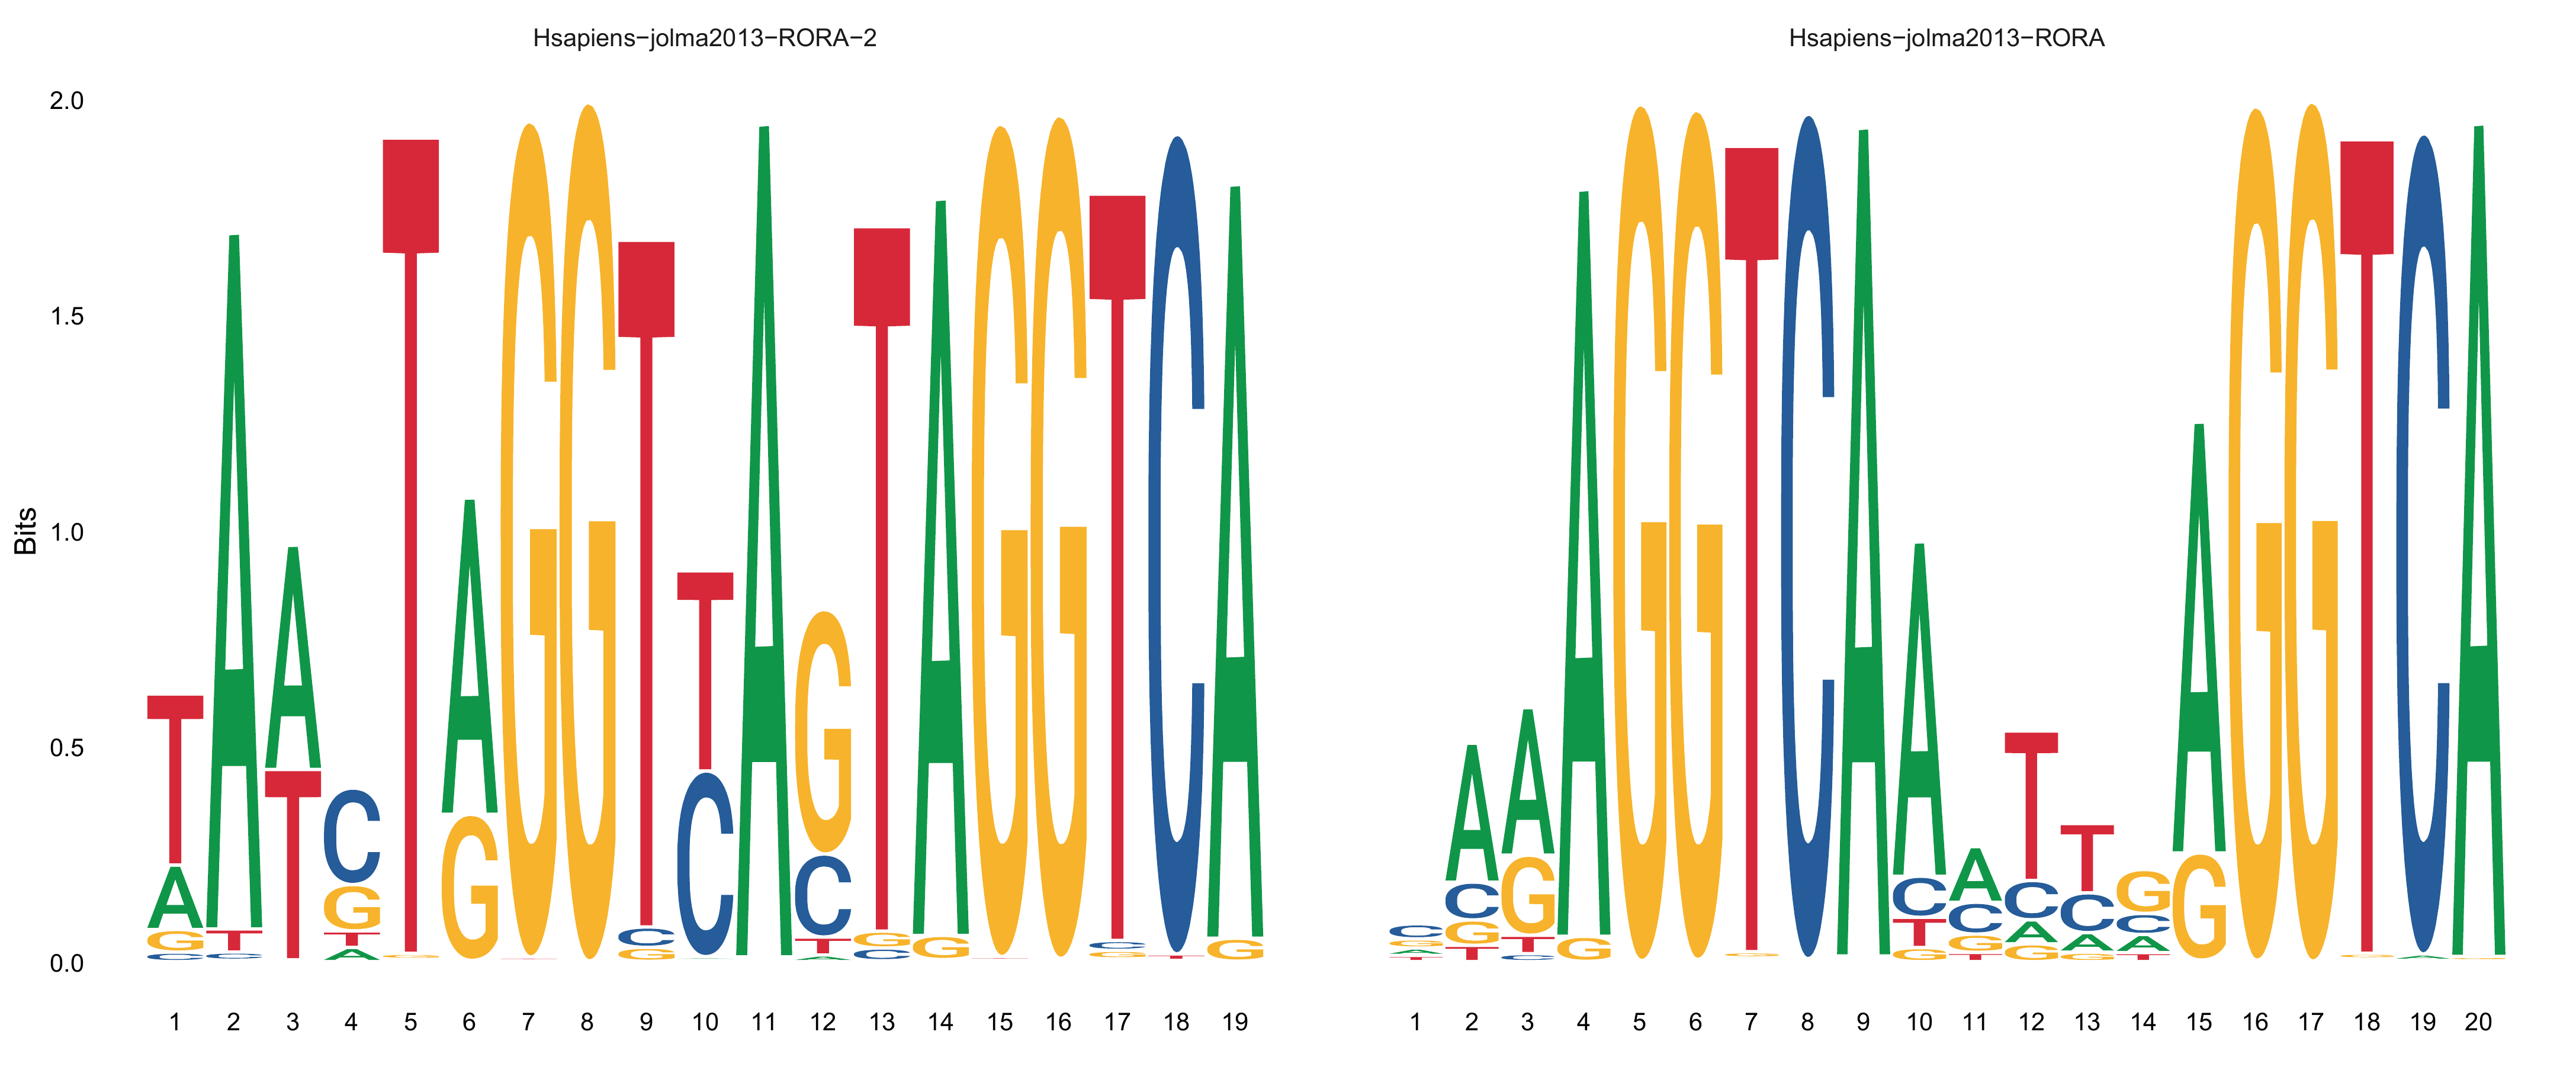 Hsapiens−jolma2013−RORA−2
Hsapiens−jolma2013−RORA
2.0
1.5
1.0
0.5
0.0
Bits
T A A C T A G G T T A G T A G G T C A
C A A A G G T C A A A T T G A G G T C A
1 2 3 4 5 6 7 8 9 10 11 12 13 14 15 16 17 18 19
1 2 3 4 5 6 7 8 9 10 11 12 13 14 15 16 17 18 19 20